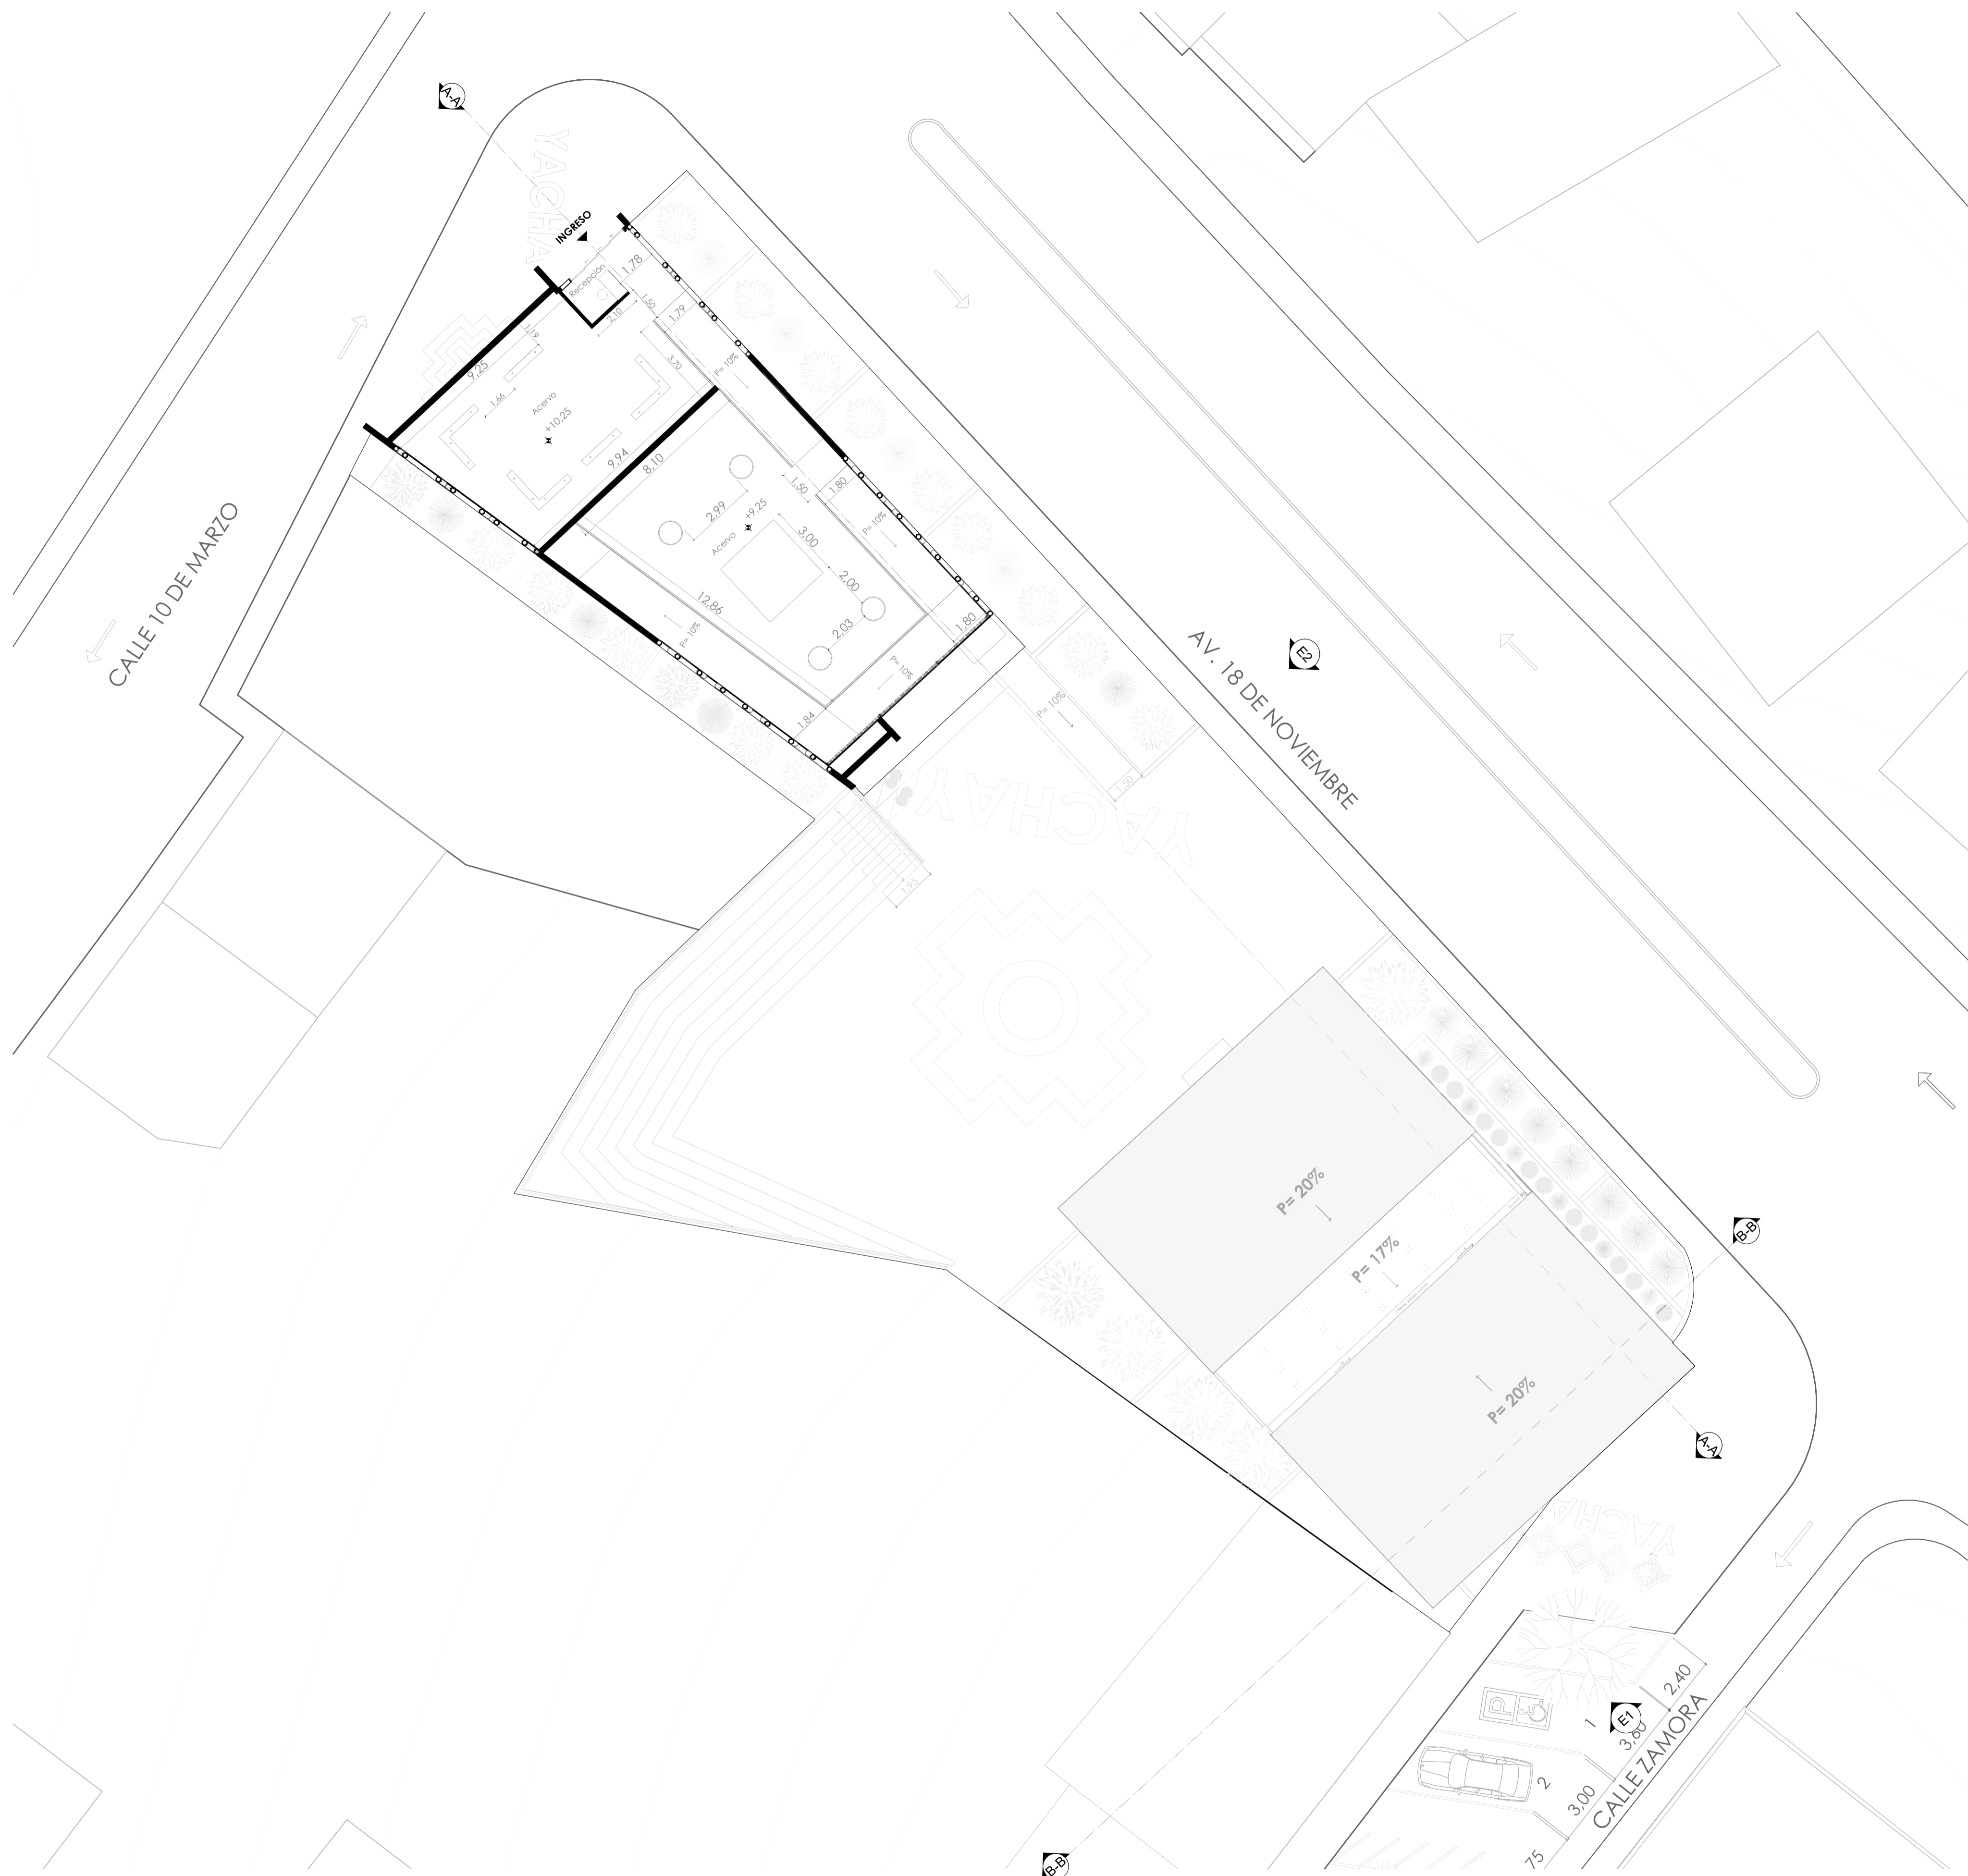 A-A
YACHA
INGRESO
Recepción
1,78
1,50
1,79
2,10
1,19
3,70
P= 10%
9,25
1,66
Acervo
+10,25
9,94
8,10
1,50
1,80
2,99
+9,25
Acervo
3,00
P= 10%
2,00
12,86
2,03
1,80
P= 10%
P= 10%
1,84
P= 10%
1,50
CALLE 10 DE MARZO
AV. 18 DE NOVIEMBRE
E2
YACHAY
1,95
P= 20%
P= 17%
P= 20%
B-B
A-A
YACHA
2,40
P
1
E1
3,60
2
3,00
CALLE ZAMORA
75
B-B